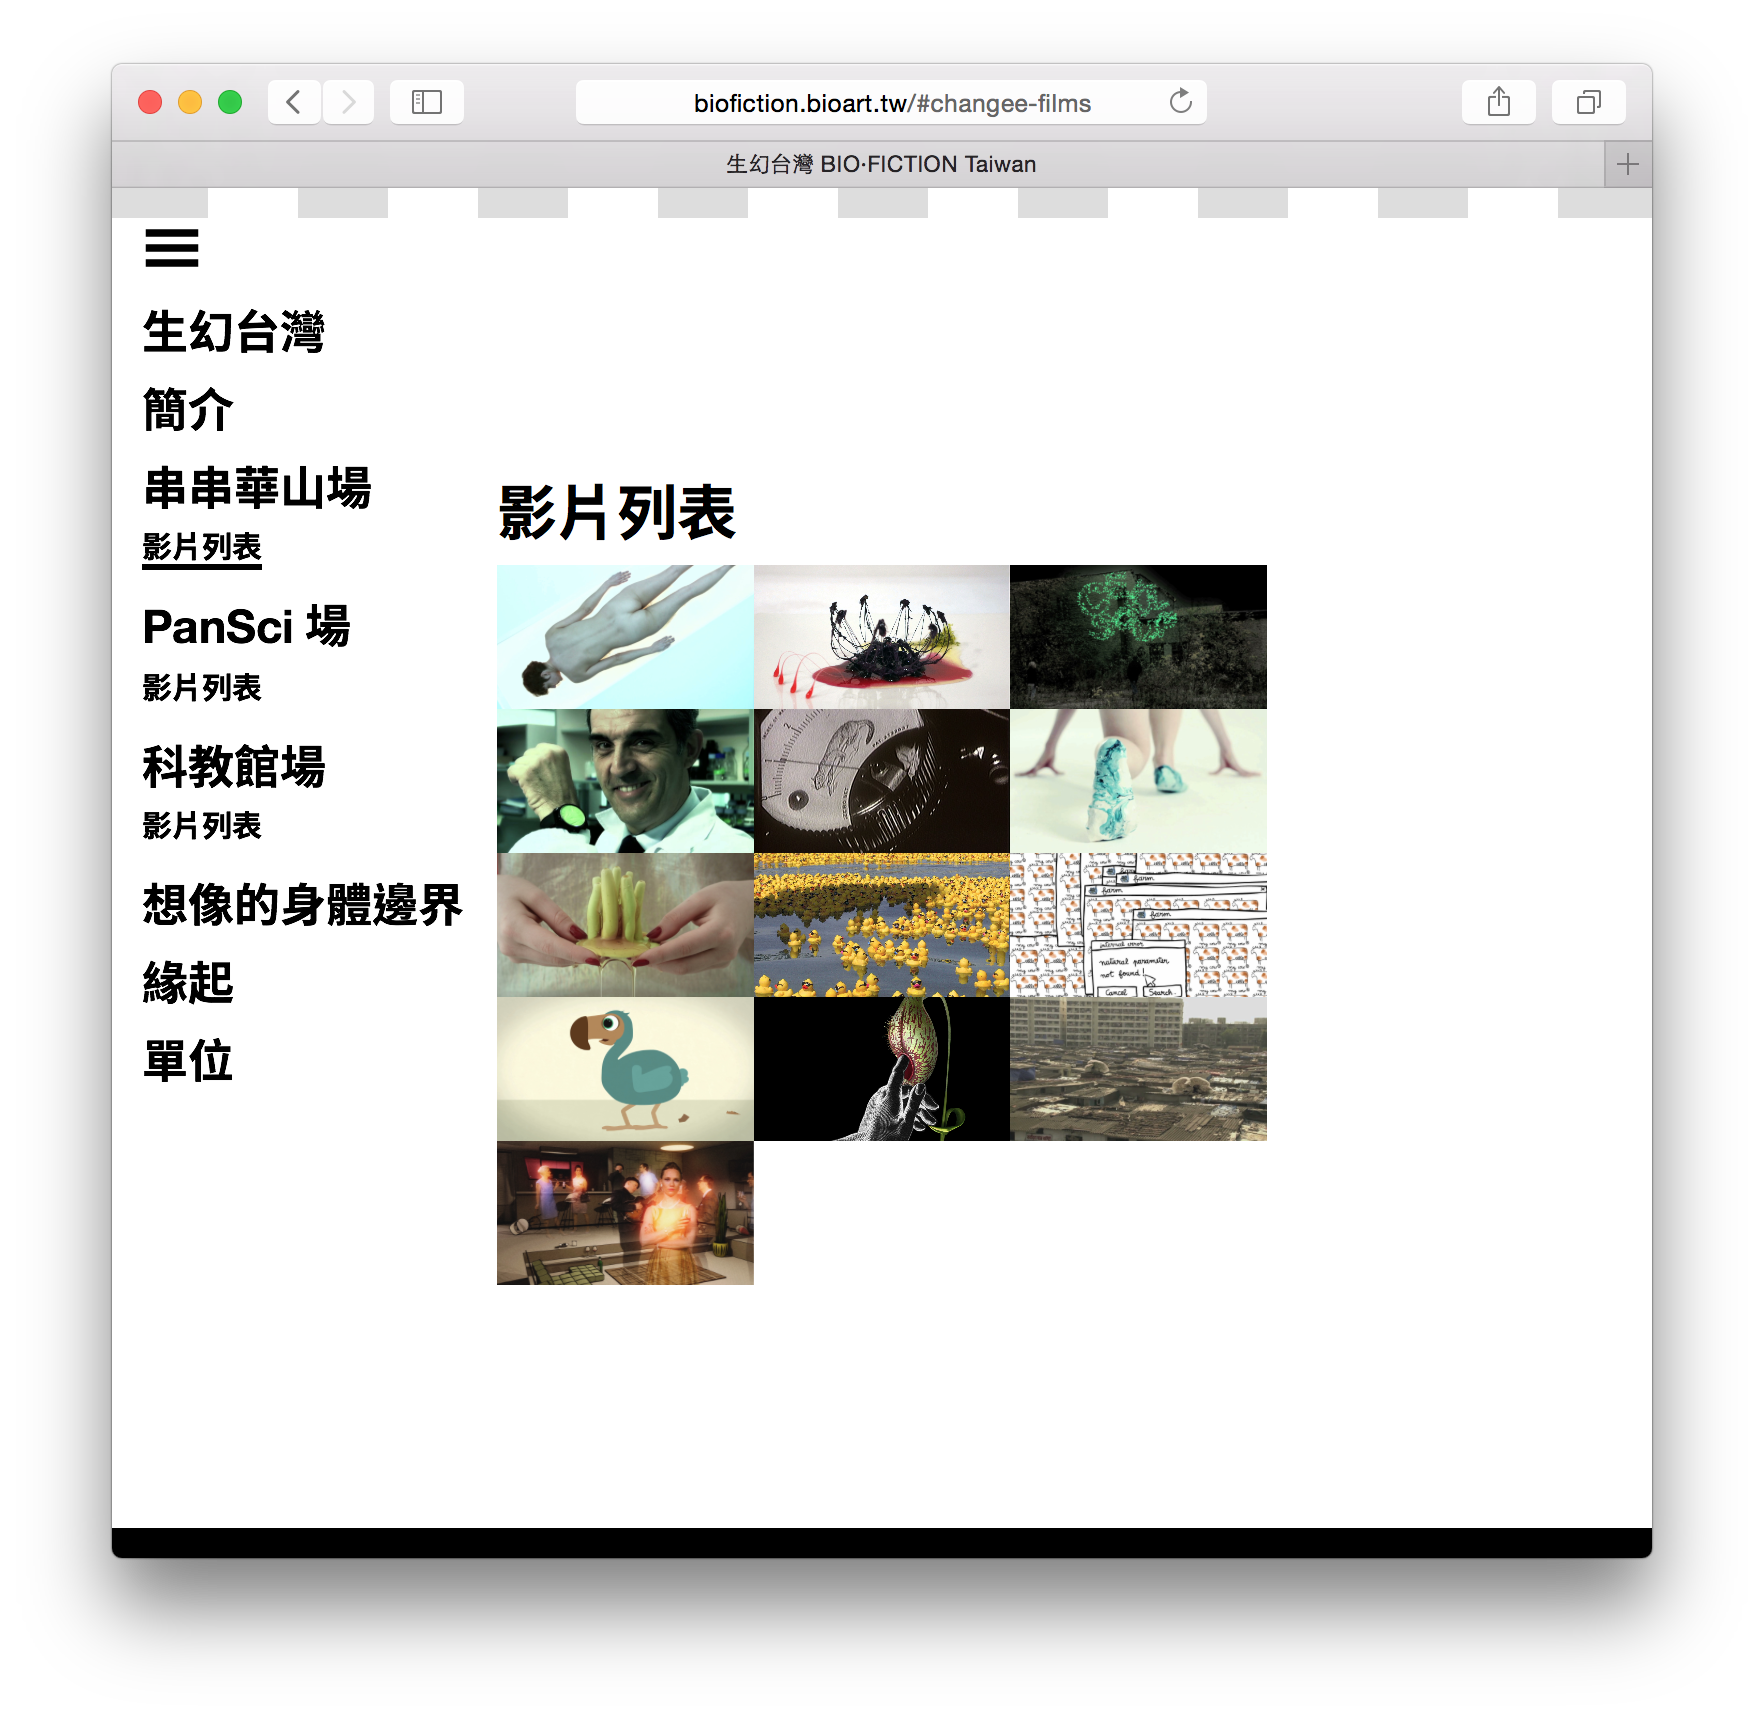 biofiction.bioart.tw/#changee-films
生幻台灣 BIO·FICTION Taiwan
生幻台灣
簡介
串串華山場
影片列表
PanSci 場
影片列表
科教館場
影片列表
想像的身體邊界
緣起
單位
影片列表
farm
farm
farm
internal error
natural parameter
not found!
Cancel
Search